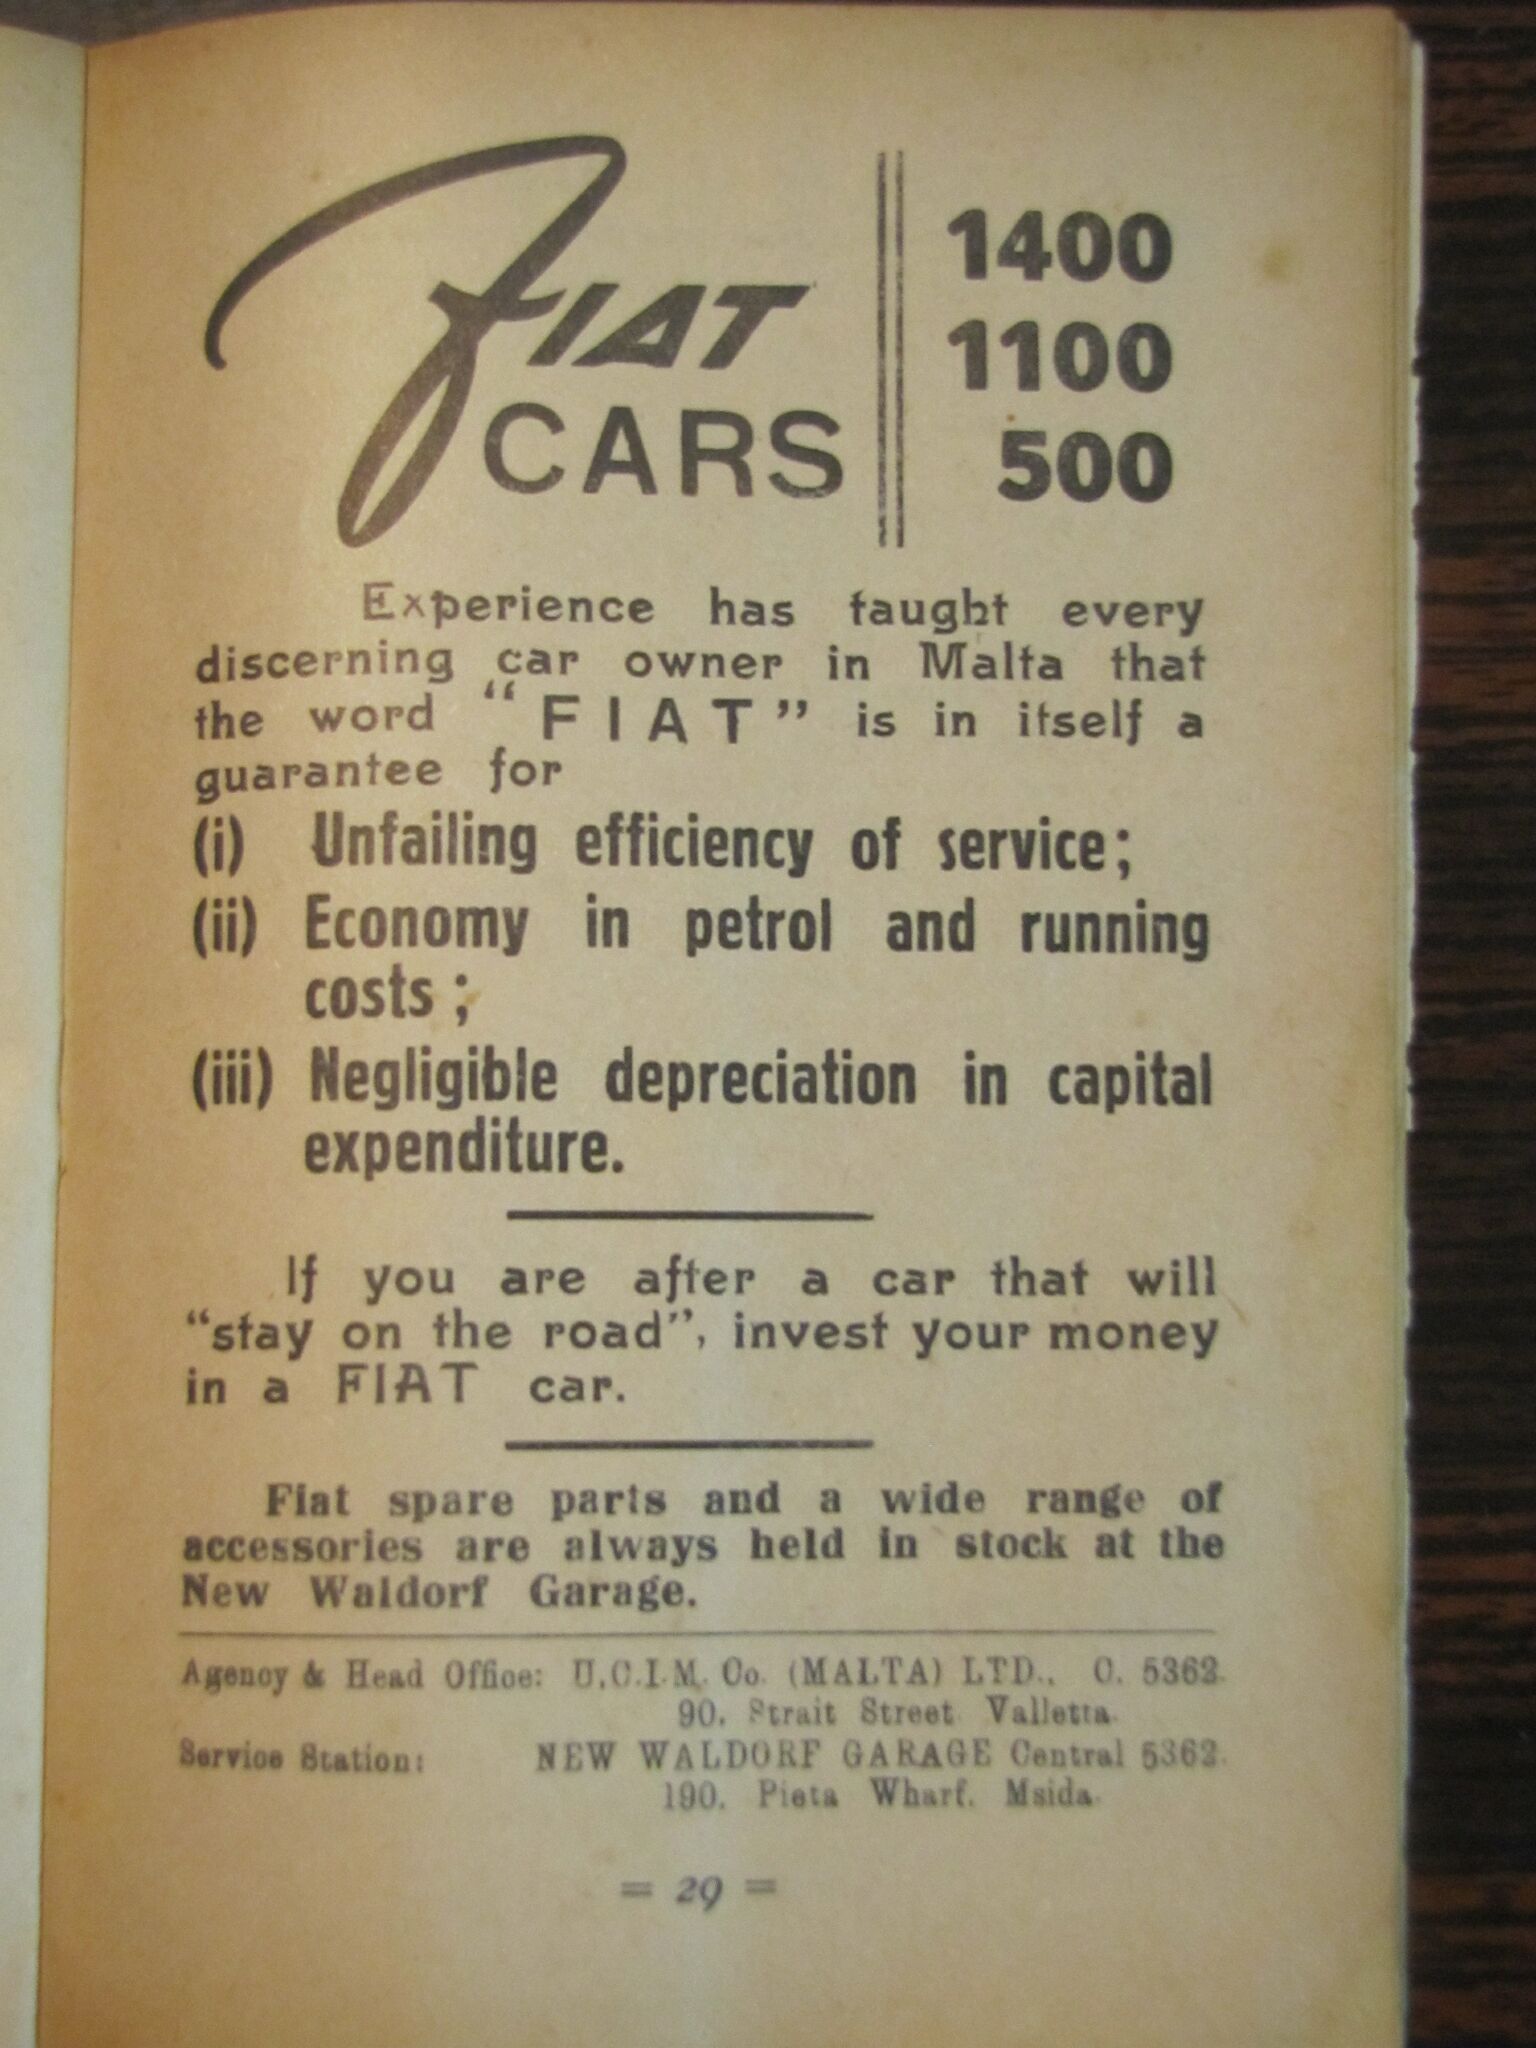 FIAT
CARS
1400
1100
500
Experience has taught every
discerning car owner in Malta that
the word “FIAT” is in itself a
guarantee for
(i) Unfailing efficiency of service;
(ii) Economy in petrol and running
costs ;
(iii) Negligible depreciation in capital
expenditure.
If you are after a car that will
“stay on the road”, invest your money
in a FIAT car.
Fiat spare parts and a wide range of
accessories are always held in stock at the
New Waldorf Garage.
Agency & Head Office: U.C.I.M. Co. (MALTA) LTD., C. 5362.
90, Strait Street Valletta.
Service Station: NEW WALDORF GARAGE Central 5362.
190, Pieta Wharf, Msida.
= 29 =